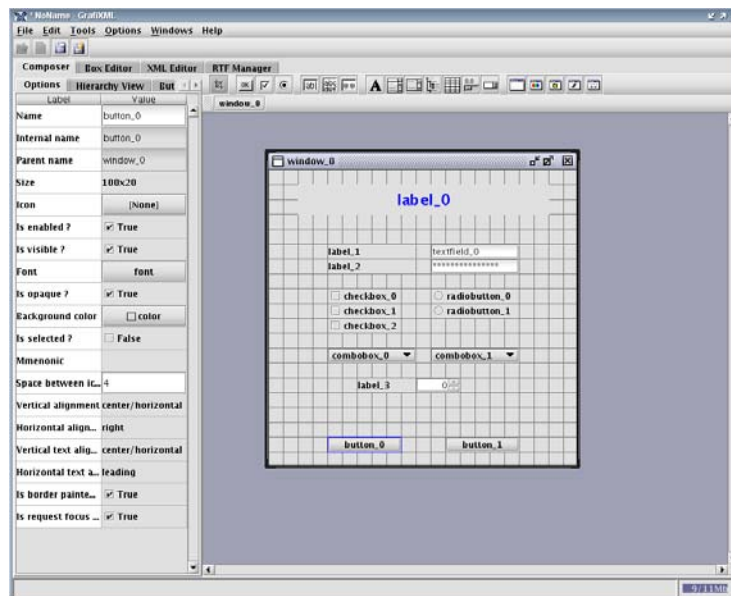 *NoName - GrafiXML
File Edit Tools Options Windows Help
Composer Box Editor XML Editor RTF Manager
Options Hierarchy View But
Label Value
window_0
Name button_0
Internal name button_0
Parent name window_0
Size 100x20
Icon [None]
Is enabled ? True
Is visible ? True
Font font
Is opaque ? True
Background color color
Is selected ? False
Mmenonic
Space between ic... 4
Vertical alignment center/horizontal
Horizontal align... right
Vertical text alig... center/horizontal
Horizontal text a... leading
Is border painte... True
Is request focus ... True
window_0
label_0
label_1 textfield_0
label_2 ***************
checkbox_0 radiobutton_0
checkbox_1 radiobutton_1
checkbox_2
combobox_0 combobox_1
label_3 0
button_0 button_1
9/11Mb